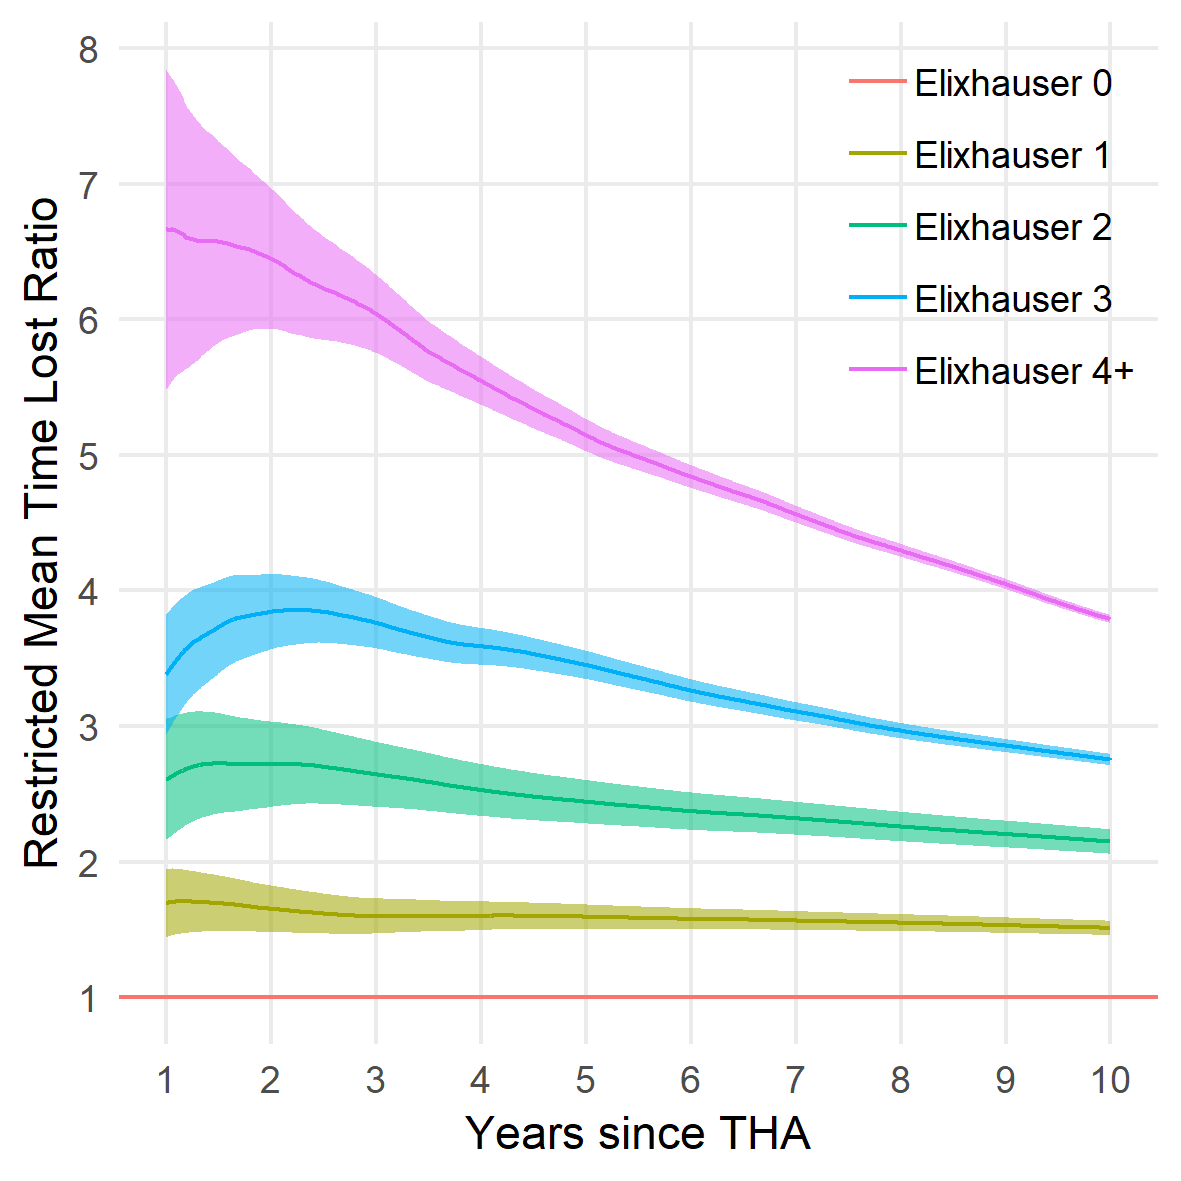 Restricted Mean Time Lost Ratio
8
7
6
5
4
3
2
1
Elixhauser 0
Elixhauser 1
Elixhauser 2
Elixhauser 3
Elixhauser 4+
1 2 3 4 5 6 7 8 9 10
Years since THA